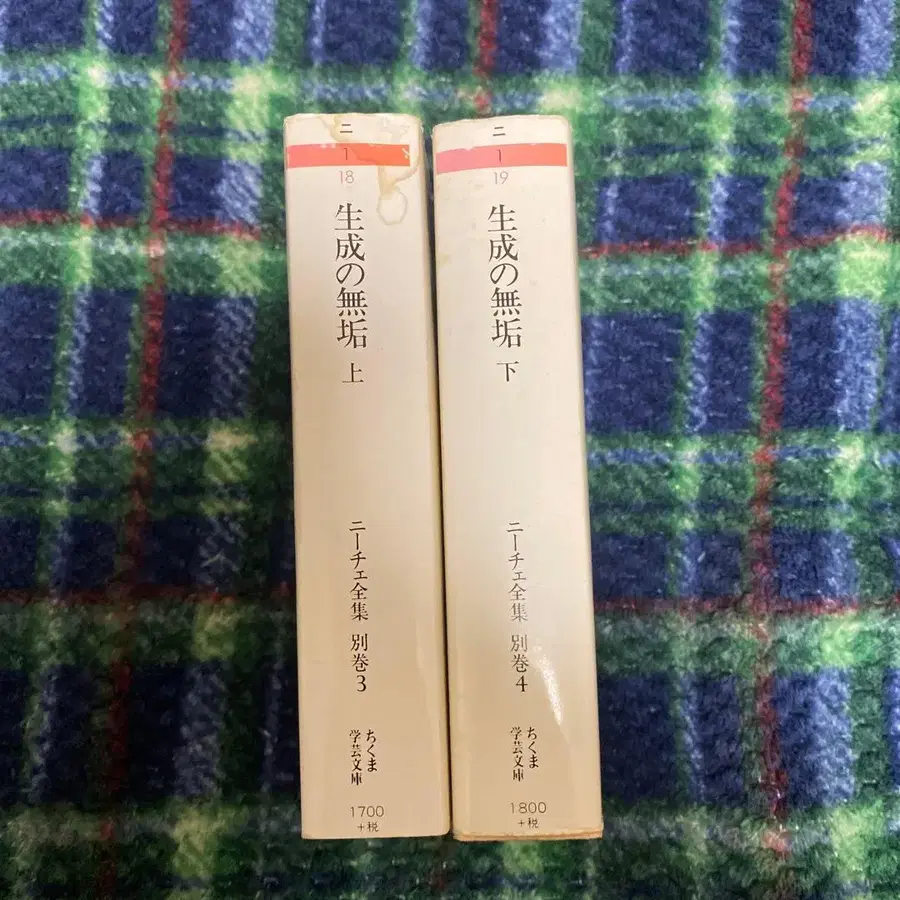 ニ
1
18
生成の無垢 上
ニーチェ全集 別巻3
ちくま
学芸文庫
1700
+税
ニ
1
19
生成の無垢 下
ニーチェ全集 別巻4
ちくま
学芸文庫
1800
+税